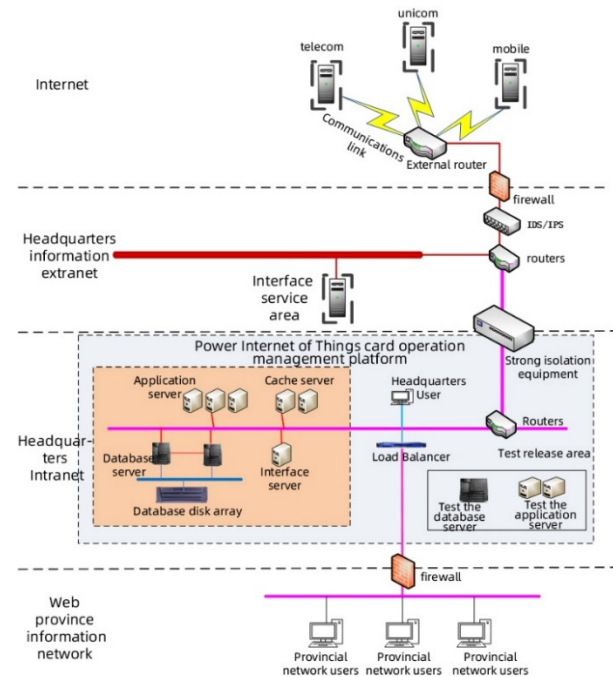 unicom
telecom
mobile
Internet
Communications
link
External router
firewall
IDS/IPS
Headquarters
information
extranet
routers
Interface
service
area
Power Internet of Things card operation
management platform
Strong isolation
equipment
Application
server
Cache server
Headquarters
User
Routers
Headquar-
ters
Intranet
Database
server
Interface
server
Load Balancer
Test release area
Database disk array
Test the
database
server
Test the
application
server
firewall
Web
province
information
network
Provincial
network users
Provincial
network users
Provincial
network users